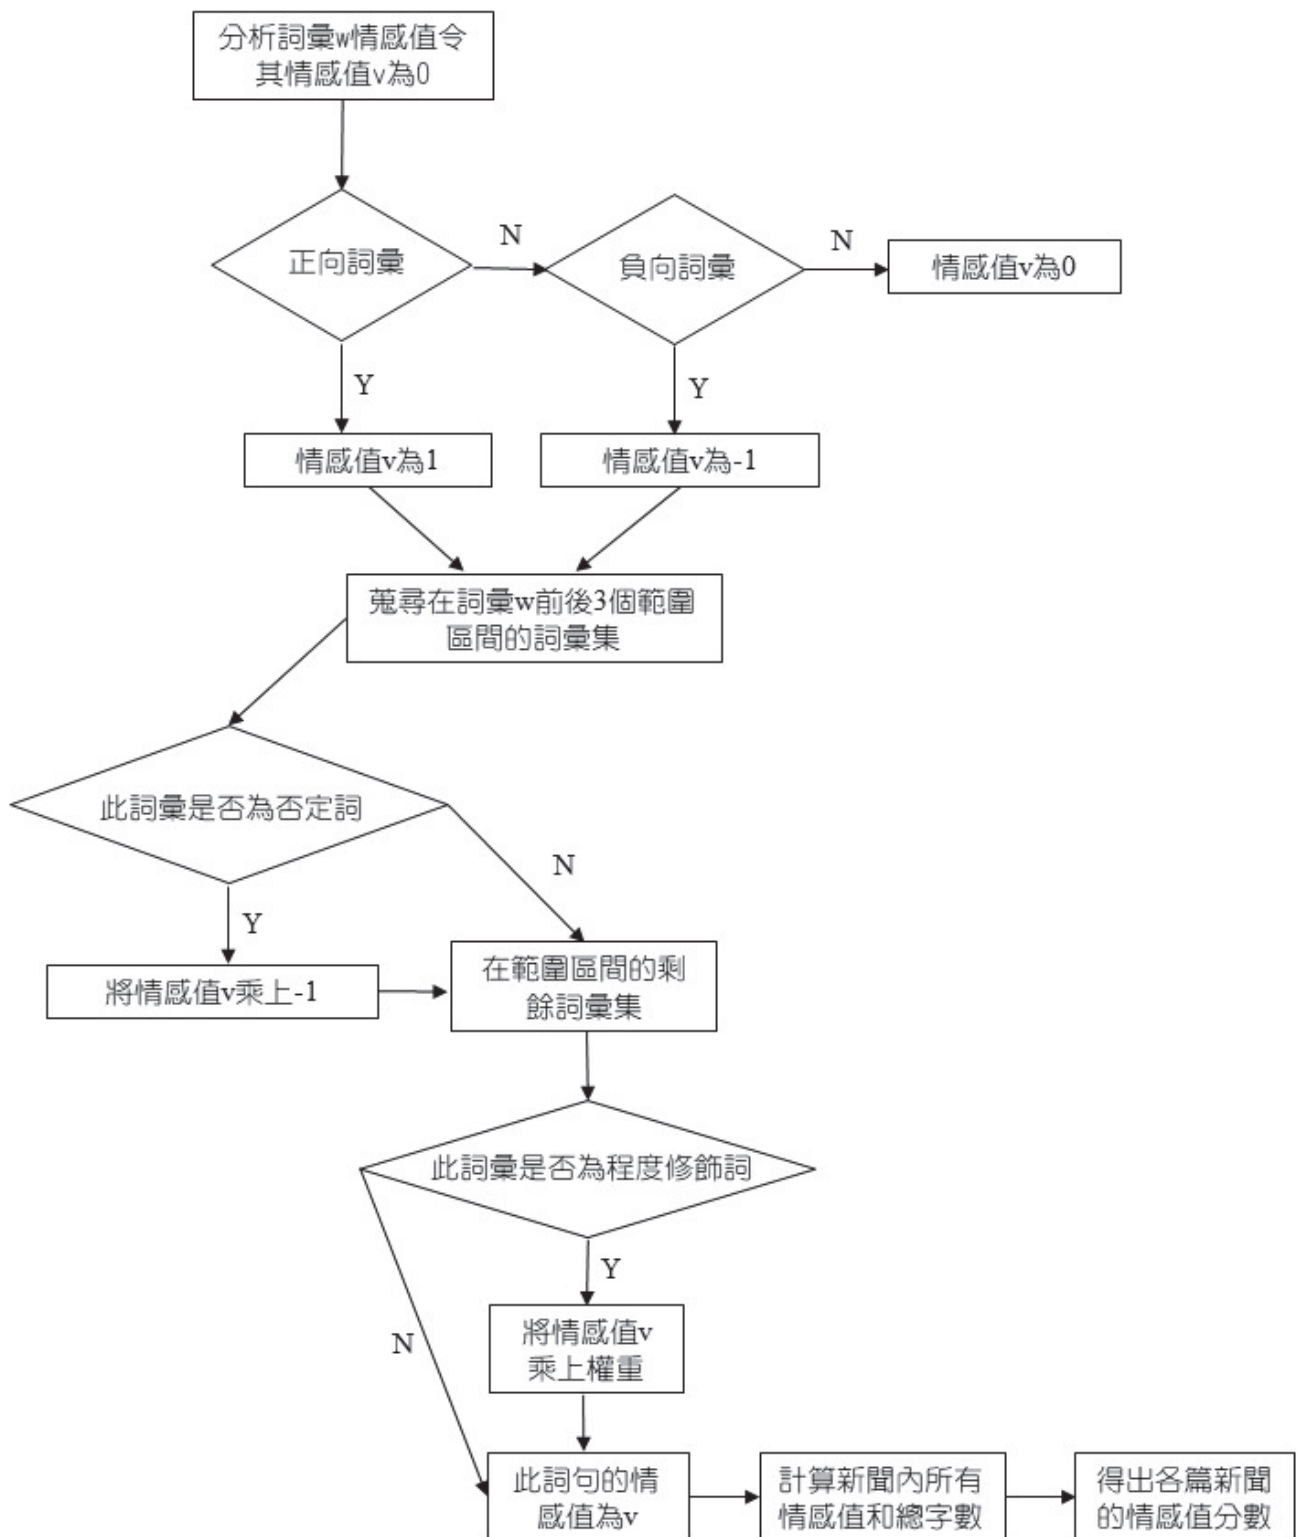 分析詞彙w情感值令
其情感值v為0
正向詞彙
N
負向詞彙
N
情感值v為0
Y
Y
情感值v為1
情感值v為-1
蒐尋在詞彙w前後3個範圍
區間的詞彙集
此詞彙是否為否定詞
N
Y
將情感值v乘上-1
在範圍區間的剩
餘詞彙集
此詞彙是否為程度修飾詞
Y
N
將情感值v
乘上權重
此詞句的情
感值為v
計算新聞內所有
情感值和總字數
得出各篇新聞
的情感值分數